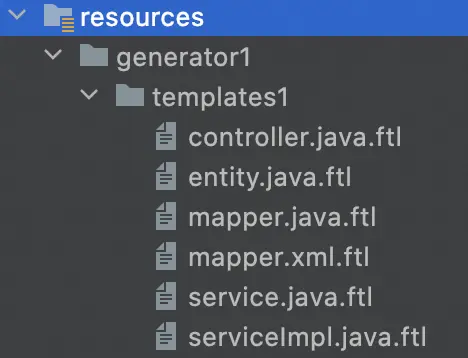 resources
generator1
templates1
controller.java.ftl
entity.java.ftl
mapper.java.ftl
mapper.xml.ftl
service.java.ftl
serviceImpl.java.ftl